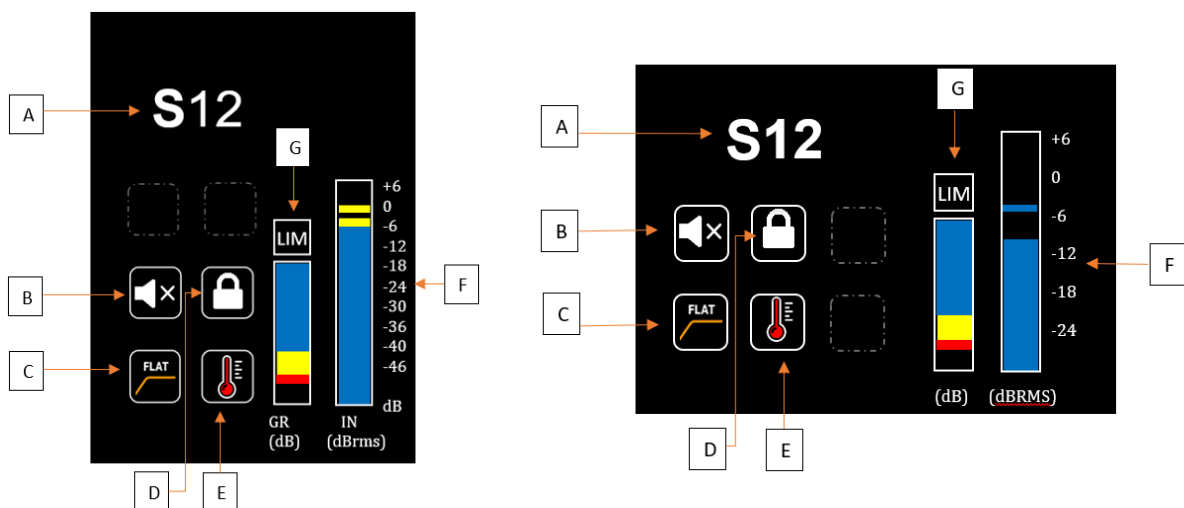 A
S12
G
LIM
+6
0
-6
-12
-18
-24
-30
-36
-40
-46
dB
F
B
C
FLAT
GR
(dB)
IN
(dBrms)
D
E
A
S12
G
LIM
+6
0
-6
-12
-18
-24
F
B
C
FLAT
(dB)
(dBRMS)
D
E